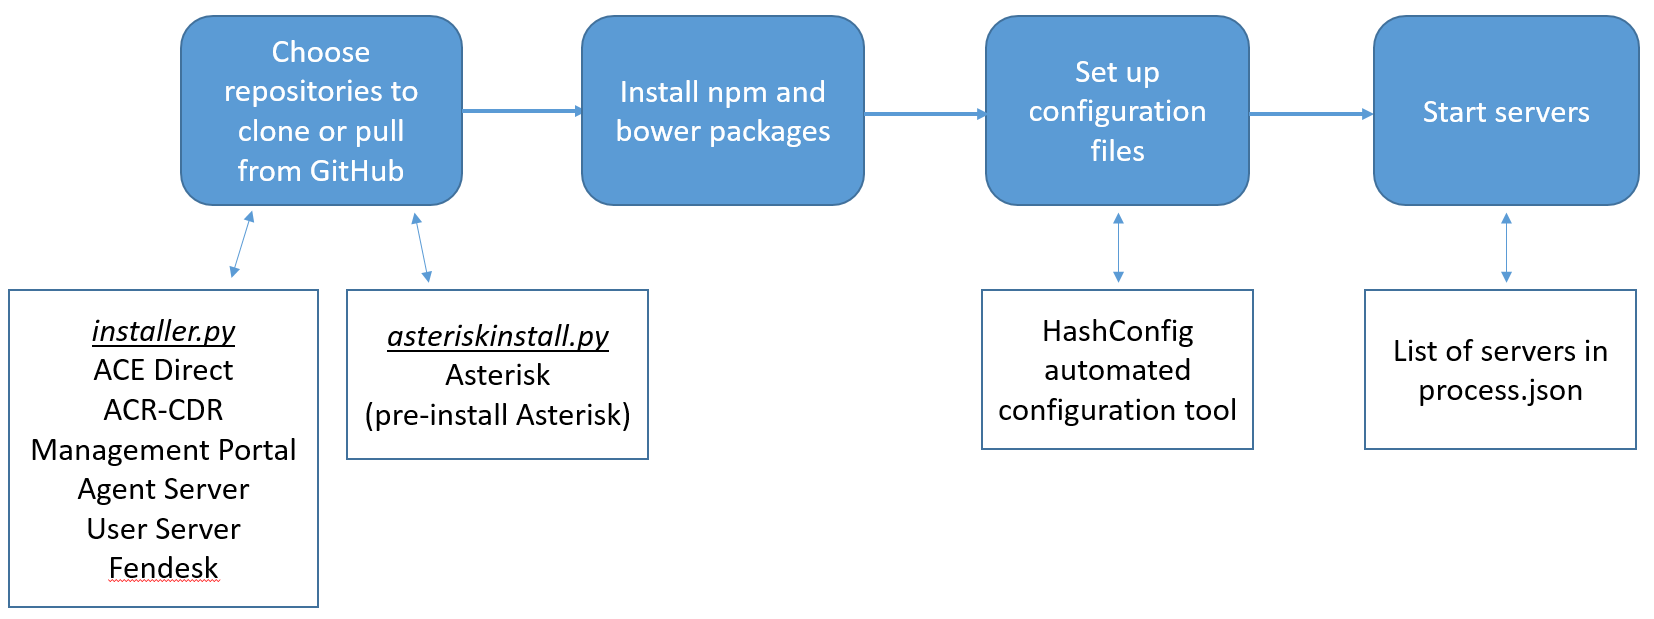 Choose
repositories to
clone or pull
from GitHub
Install npm and
bower packages
Set up
configuration
files
Start servers
installer.py
ACE Direct
ACR-CDR
Management Portal
Agent Server
User Server
Fendesk
asteriskinstall.py
Asterisk
(pre-install Asterisk)
HashConfig
automated
configuration tool
List of servers in
process.json